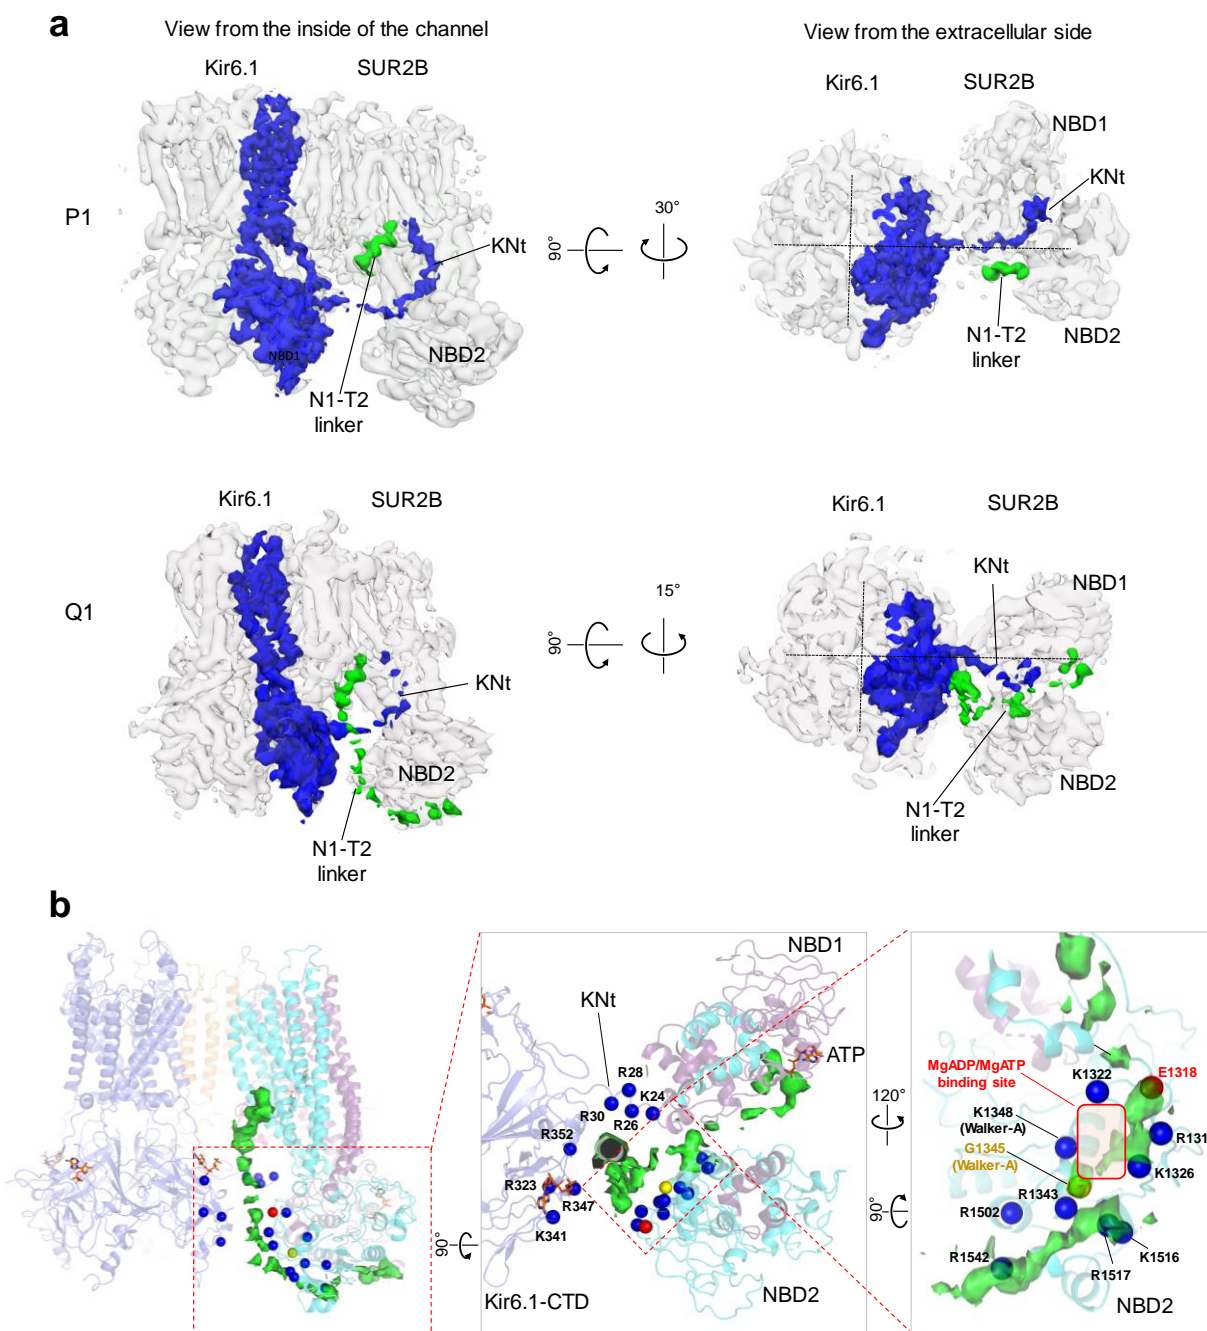 a
View from the inside of the channel
View from the extracellular side
Kir6.1
SUR2B
Kir6.1
SUR2B
NBD1
KNt
P1
30°
90°
KNt
NBD1
NBD2
N1-T2
linker
N1-T2
linker
NBD2
Kir6.1
SUR2B
Kir6.1
SUR2B
KNt
NBD1
Q1
15°
90°
KNt
NBD2
NBD2
N1-T2
linker
N1-T2
linker
b
NBD1
KNt
ATP
R28
K24
R30
R26
R352
R323
R347
K341
90°
Kir6.1-CTD
NBD2
120°
90°
MgADP/MgATP
binding site
K1322
E1318
K1348
(Walker-A)
R131
G1345
(Walker-A)
K1326
R1343
R1502
K1516
R1542
R1517
NBD2